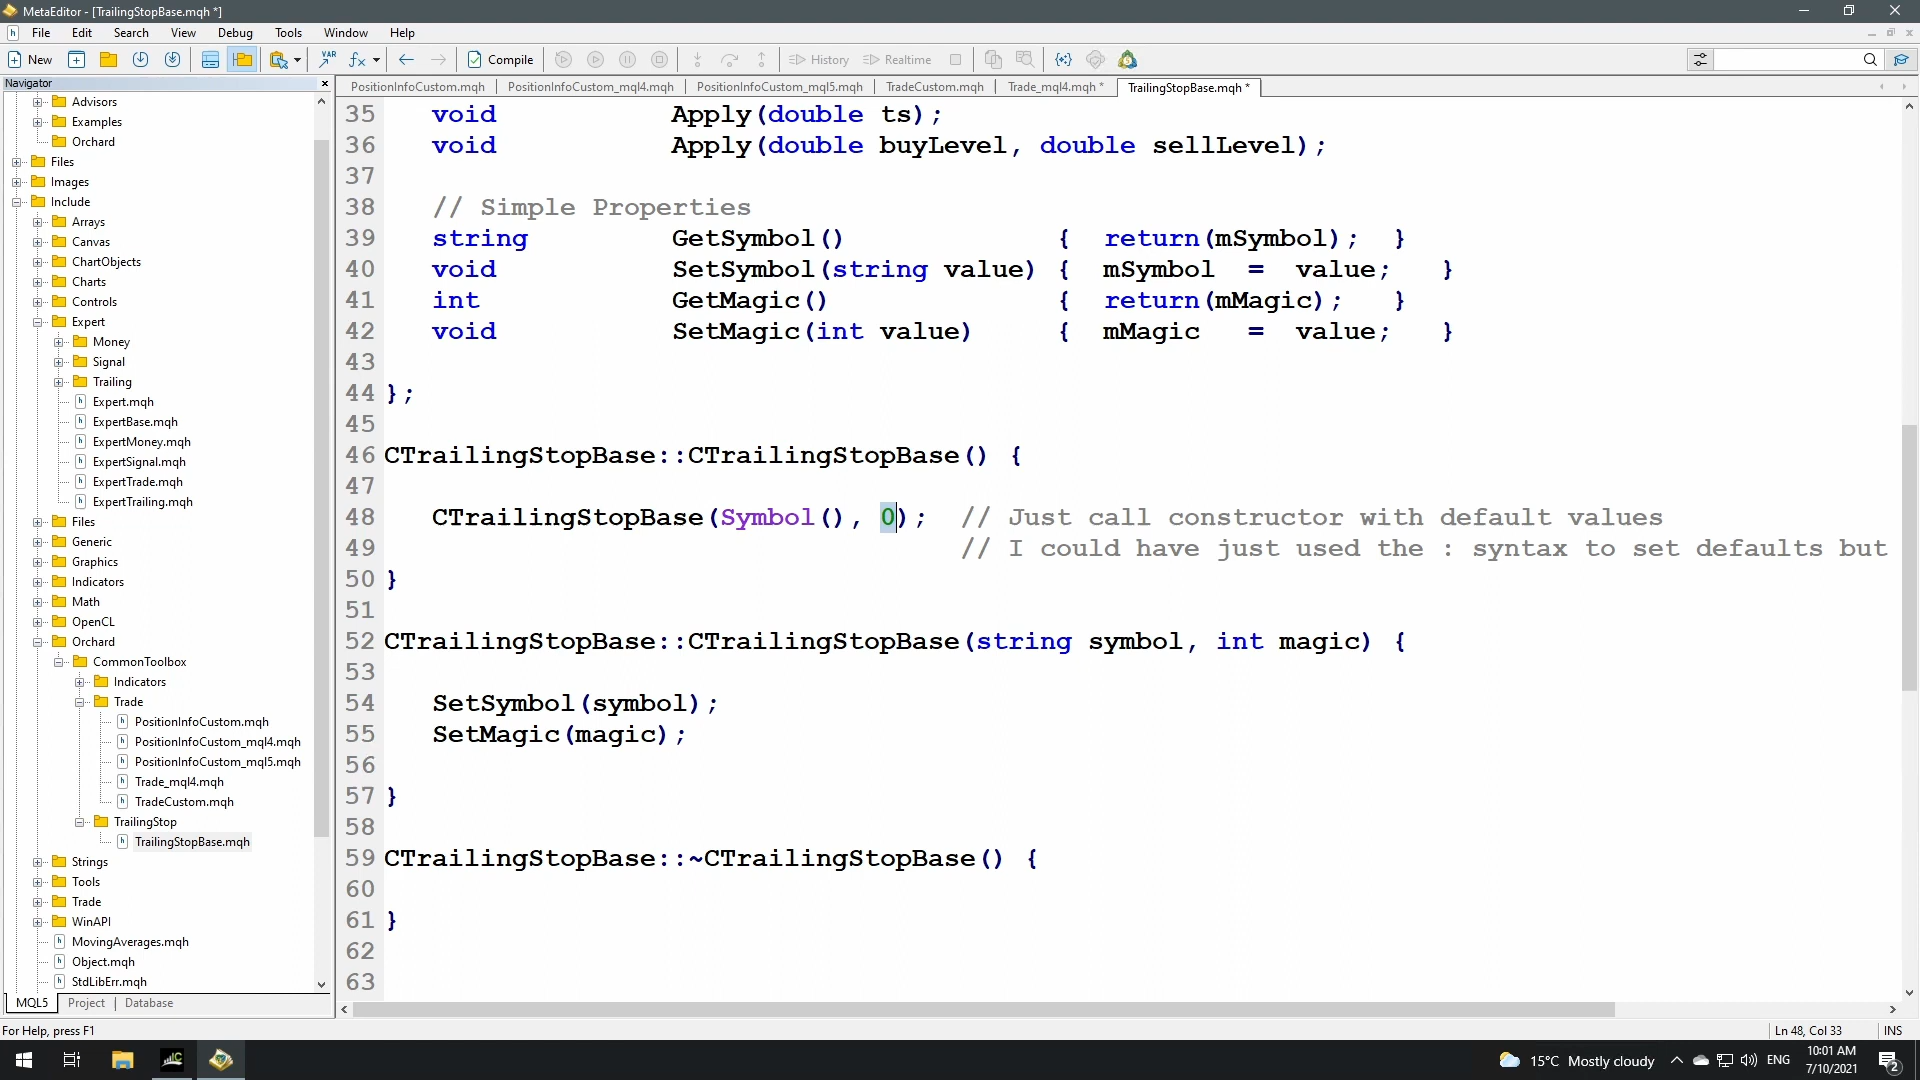 MetaEditor - [TrailingStopBase.mqh *]
File Edit Search View Debug Tools Window Help
New VAR Compile History Realtime
Navigator
PositionInfoCustom.mqh PositionInfoCustom_mql4.mqh PositionInfoCustom_mql5.mqh TradeCustom.mqh Trade_mql4.mqh * TrailingStopBase.mqh *
Advisors
Examples
Orchard
Files
Images
Include
Arrays
Canvas
ChartObjects
Charts
Controls
Expert
Money
Signal
Trailing
Expert.mqh
ExpertBase.mqh
ExpertMoney.mqh
ExpertSignal.mqh
ExpertTrade.mqh
ExpertTrailing.mqh
Files
Generic
Graphics
Indicators
Math
OpenCL
Orchard
CommonToolbox
Indicators
Trade
PositionInfoCustom.mqh
PositionInfoCustom_mql4.mqh
PositionInfoCustom_mql5.mqh
Trade_mql4.mqh
TradeCustom.mqh
TrailingStop
TrailingStopBase.mqh
Strings
Tools
Trade
WinAPI
MovingAverages.mqh
Object.mqh
StdLibErr.mqh
MQL5 Project Database
35 void Apply(double ts);
36 void Apply(double buyLevel, double sellLevel);
37
38 // Simple Properties
39 string GetSymbol() { return(mSymbol); }
40 void SetSymbol(string value) { mSymbol = value; }
41 int GetMagic() { return(mMagic); }
42 void SetMagic(int value) { mMagic = value; }
43
44 };
45
46 CTrailingStopBase::CTrailingStopBase() {
47
48 CTrailingStopBase(Symbol(), 0); // Just call constructor with default values
49 // I could have just used the : syntax to set defaults but
50 }
51
52 CTrailingStopBase::CTrailingStopBase(string symbol, int magic) {
53
54 SetSymbol(symbol);
55 SetMagic(magic);
56
57 }
58
59 CTrailingStopBase::~CTrailingStopBase() {
60
61 }
62
63
For Help, press F1 Ln 48, Col 33 INS
15°C Mostly cloudy ENG 10:01 AM
7/10/2021 2